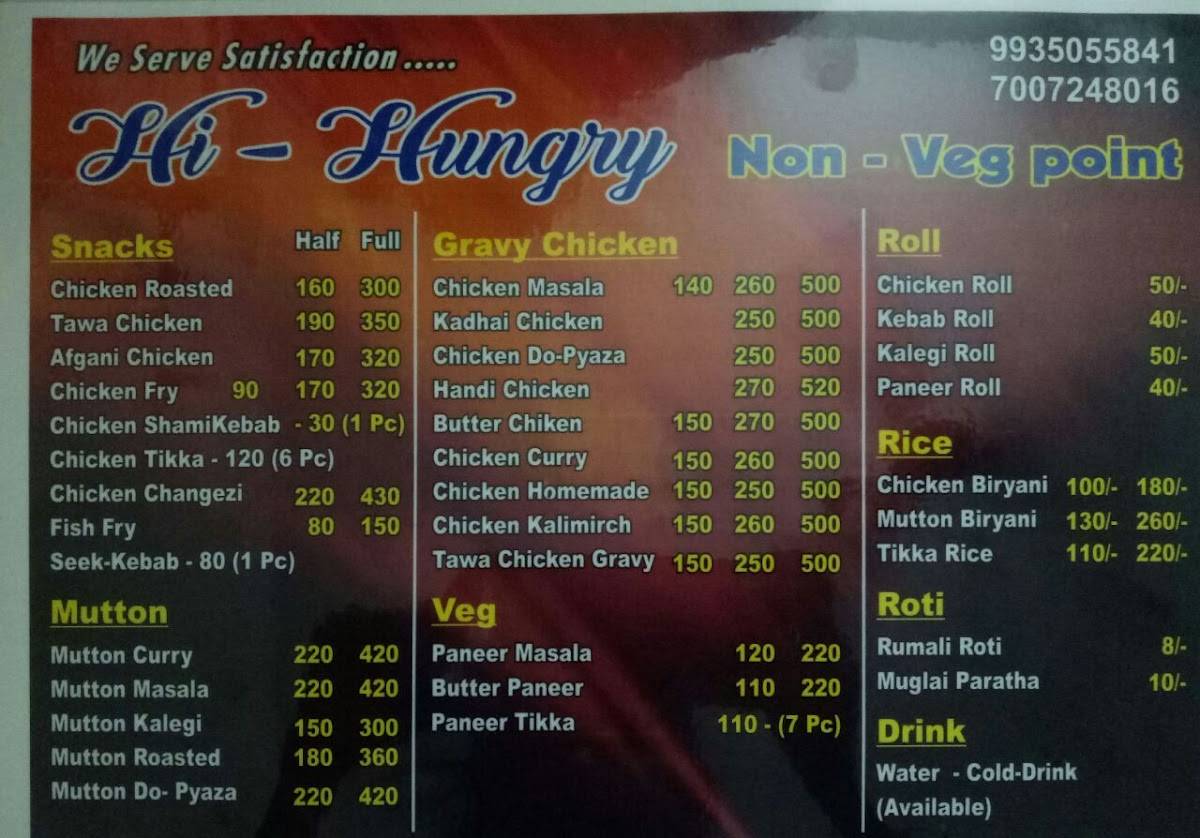 We Serve Satisfaction .....
9935055841
7007248016
Hi - Hungry Non - Veg point
Snacks Half Full
Chicken Roasted 160 300
Tawa Chicken 190 350
Afgani Chicken 170 320
Chicken Fry 90 170 320
Chicken ShamiKebab - 30 (1 Pc)
Chicken Tikka - 120 (6 Pc)
Chicken Changezi 220 430
Fish Fry 80 150
Seek-Kebab - 80 (1 Pc)
Mutton
Mutton Curry 220 420
Mutton Masala 220 420
Mutton Kalegi 150 300
Mutton Roasted 180 360
Mutton Do- Pyaza 220 420
Gravy Chicken
Chicken Masala 140 260 500
Kadhai Chicken 250 500
Chicken Do-Pyaza 250 500
Handi Chicken 270 520
Butter Chiken 150 270 500
Chicken Curry 150 260 500
Chicken Homemade 150 250 500
Chicken Kalimirch 150 260 500
Tawa Chicken Gravy 150 250 500
Veg
Paneer Masala 120 220
Butter Paneer 110 220
Paneer Tikka 110 - (7 Pc)
Roll
Chicken Roll 50/-
Kebab Roll 40/-
Kalegi Roll 50/-
Paneer Roll 40/-
Rice
Chicken Biryani 100/- 180/-
Mutton Biryani 130/- 260/-
Tikka Rice 110/- 220/-
Roti
Rumali Roti 8/-
Muglai Paratha 10/-
Drink
Water - Cold-Drink
(Available)